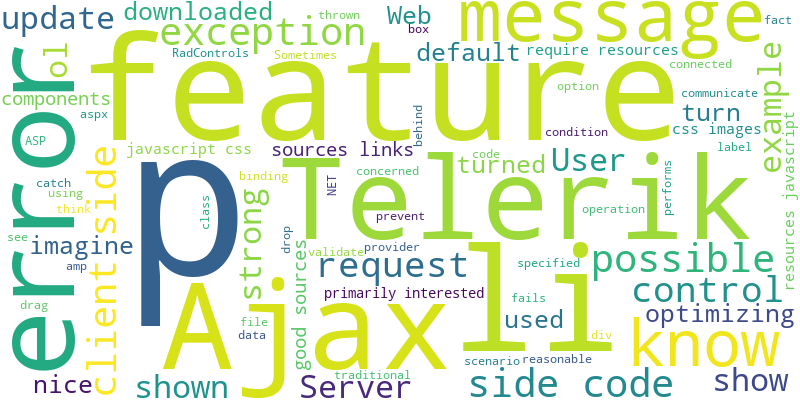 update
downloaded
exception
thrown
Web
box
message
fact
RadControls
Sometimes
default
require resources
connected
error
ol
feature
components
aspx
option
communicate
turn
example
ASP
javascript css
sources links
behind
condition
css images
label
client side
p
Telerik
turned
code
User
performs
resources javascript
catch
using
think
strong
binding
NET
concerned
class
prevent
operation
see
imagine
amp
drop
validate
provider
specified
possible
good sources
request
li
control
drag
Ajax
file
data
primarily interested
fails
used
div
optimizing
know
scenario
reasonable
nice
shown
Server
traditional
side code
show